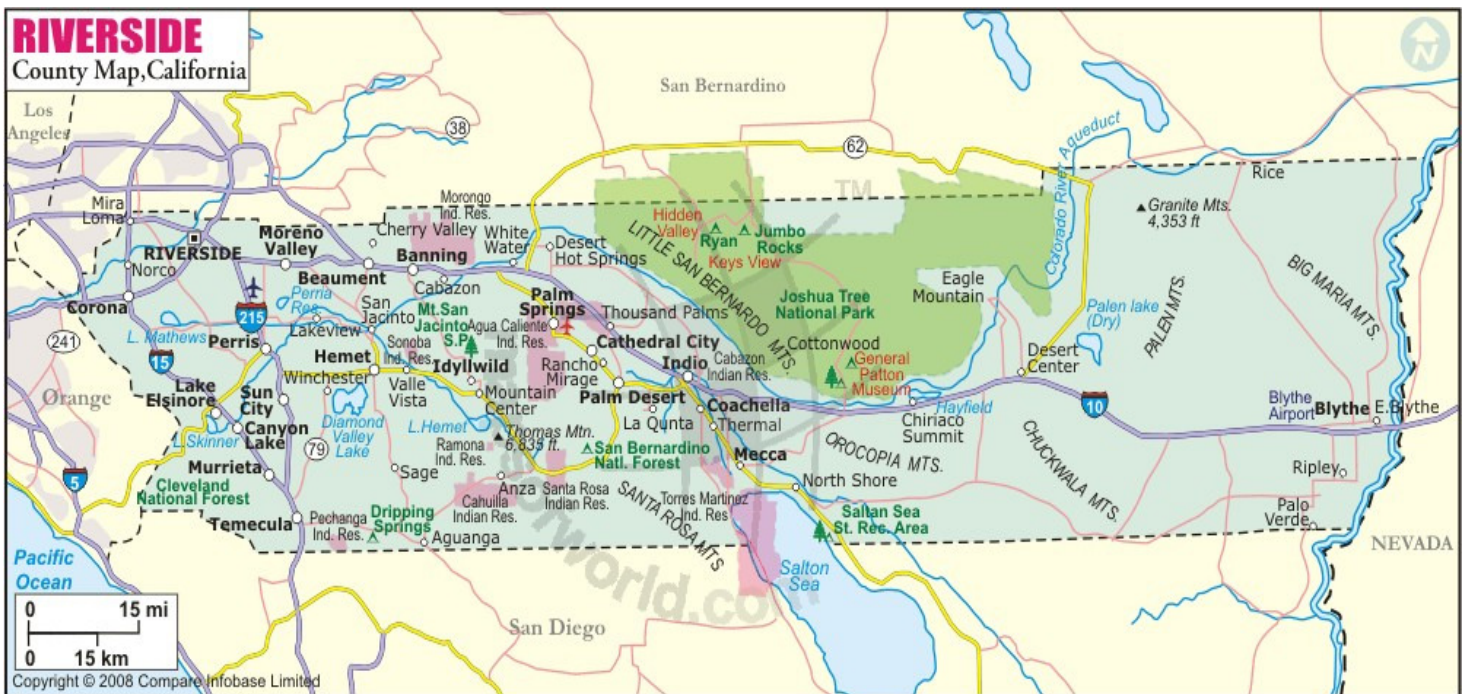 RIVERSIDE
County Map,California
N
Los
Angeles
San Bernardino
38
62
TM
Colorado River Aqueduct
Rice
Granite Mts.
4,353 ft
Mira
Loma
RIVERSIDE
Norco
Corona
Moreno
Valley
Morongo
Ind. Res.
Cherry Valley
Beaumont
Banning
Cabazon
White
Water
Desert
Hot Springs
Hidden
Valley
Ryan
Jumbo
Rocks
Keys View
LITTLE SAN BERNARDO MTS.
Joshua Tree
National Park
Eagle
Mountain
PALEN MTS.
BIG MARIA MTS.
Palen lake
(Dry)
241
L. Mathews
215
Perria
Res.
Lakeview
San
Jacinto
Mt.San
Jacinto
S.P.
Palm
Springs
Agua Caliente
Ind. Res.
Thousand Palms
Cottonwood
General
Patton
Museum
Desert
Center
15
Perris
Hemet
Winchester
Sonoba
Ind. Res.
Valle
Vista
Idyllwild
Mountain
Center
Cathedral City
Rancho
Mirage
Indio
Cabazon
Indian Res.
Palm Desert
La Qunta
Coachella
Thermal
Hayfield
Chiriaco
Summit
10
Blythe
Airport
Blythe
E.Blythe
Orange
Lake
Elsinore
Sun
City
Canyon
Lake
L. Skinner
Diamond
Valley
Lake
79
L.Hemet
Thomas Mtn.
6,835 ft.
Ramona
Ind. Res.
San Bernardino
Natl. Forest
Mecca
OROCOPIA MTS.
CHUCKWALA MTS.
Ripley
5
Murrieta
Cleveland
National Forest
Sage
Anza
Cahuilla
Indian Res.
Santa Rosa
Indian Res.
SANTA ROSA MTS
Torres Martinez
Ind. Res
North Shore
Palo
Verde
Temecula
Pechanga
Ind. Res.
Dripping
Springs
Aguanga
Saltan Sea
St. Rec. Area
NEVADA
Pacific
Ocean
Salton
Sea
San Diego
0 15 mi
0 15 km
Copyright © 2008 Compare Infobase Limited